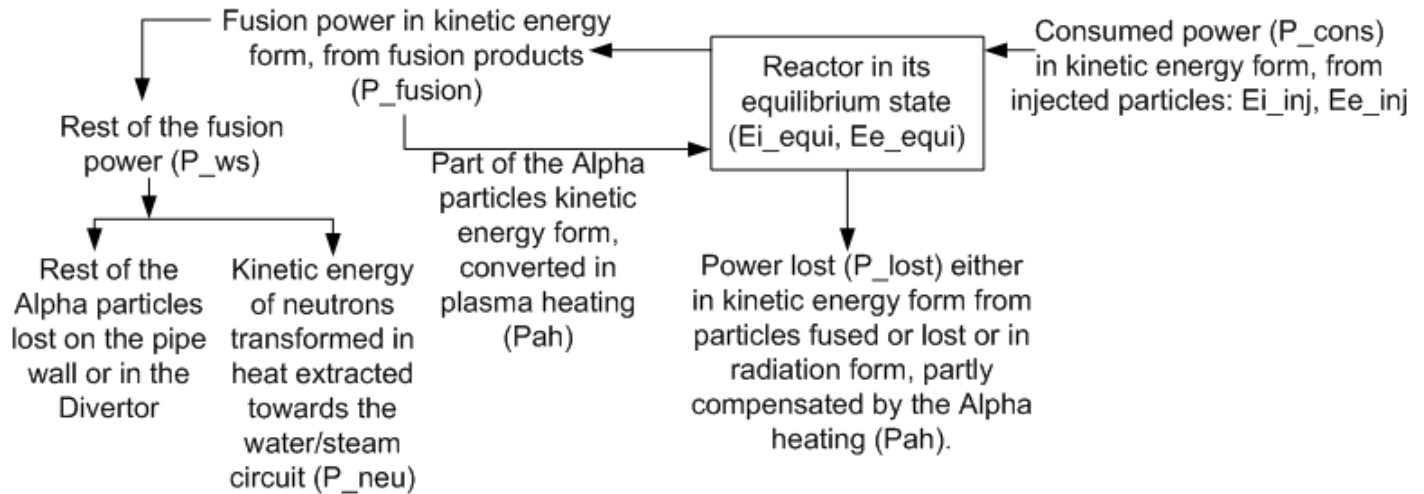 Fusion power in kinetic energy
form, from fusion products
(P_fusion)
Reactor in its
equilibrium state
(Ei_equi, Ee_equi)
Consumed power (P_cons)
in kinetic energy form, from
injected particles: Ei_inj, Ee_inj
Rest of the fusion
power (P_ws)
Part of the Alpha
particles kinetic
energy form,
converted in
plasma heating
(Pah)
Rest of the
Alpha particles
lost on the pipe
wall or in the
Divertor
Kinetic energy
of neutrons
transformed in
heat extracted
towards the
water/steam
circuit (P_neu)
Power lost (P_lost) either
in kinetic energy form from
particles fused or lost or in
radiation form, partly
compensated by the Alpha
heating (Pah).